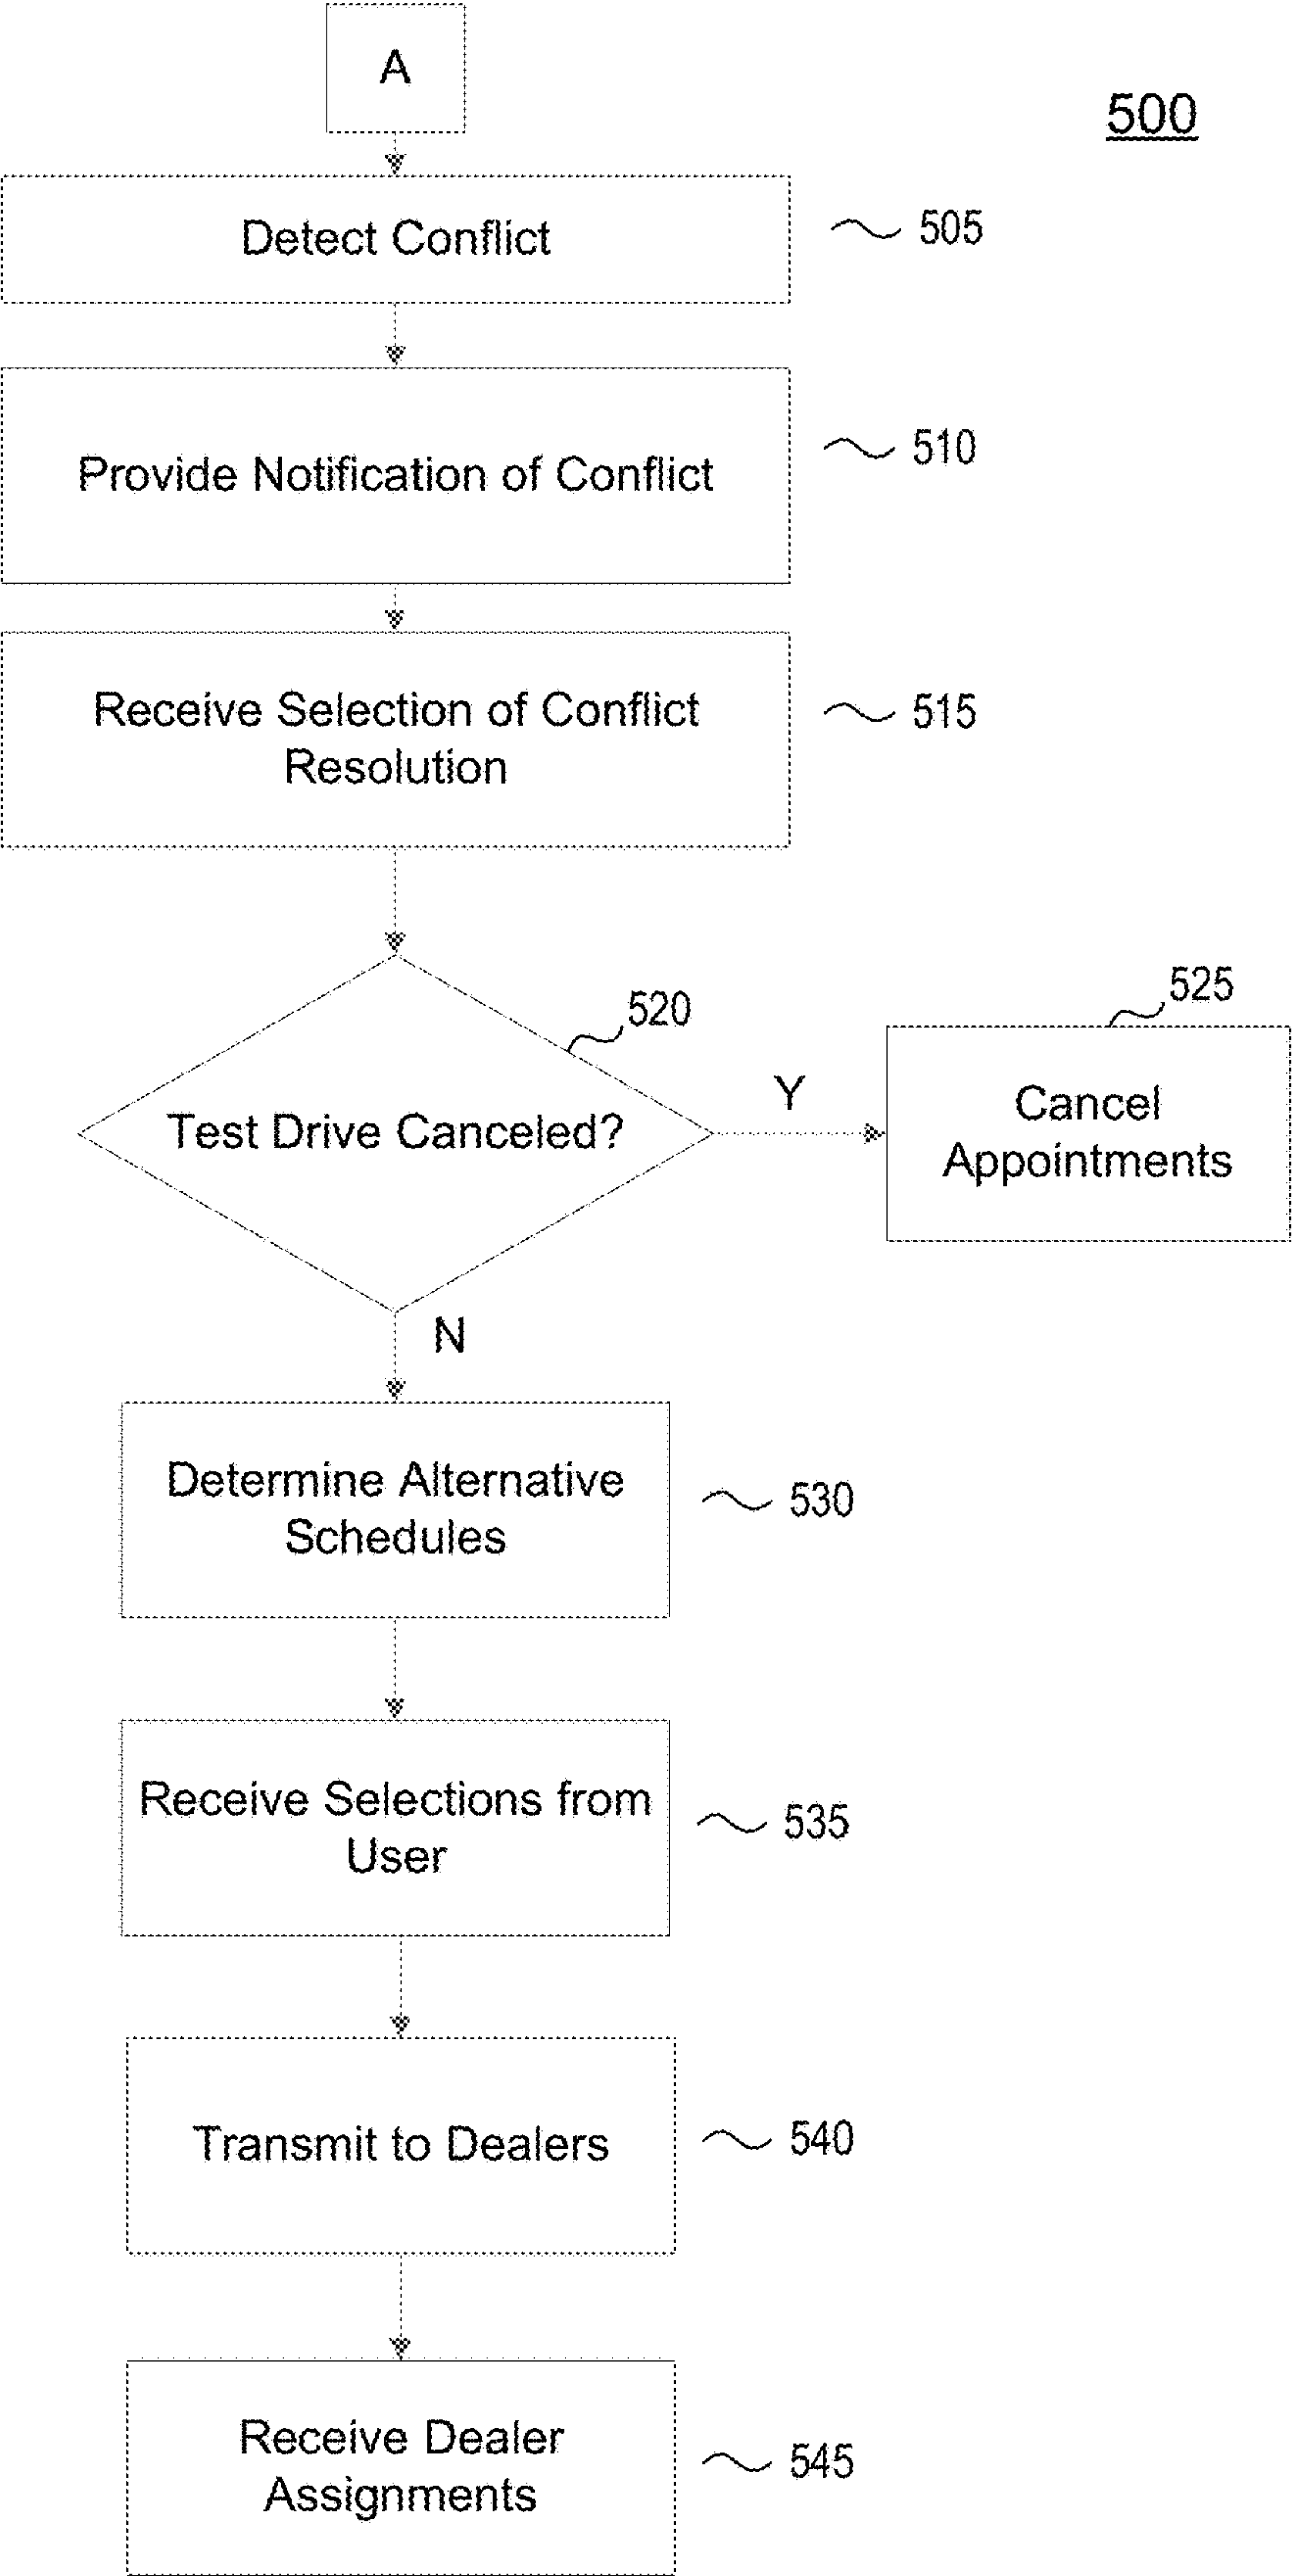 A
500
Detect Conflict
505
Provide Notification of Conflict
510
Receive Selection of Conflict
Resolution
515
520
Test Drive Canceled?
Y
525
Cancel
Appointments
N
Determine Alternative
Schedules
530
Receive Selections from
User
535
Transmit to Dealers
540
Receive Dealer
Assignments
545